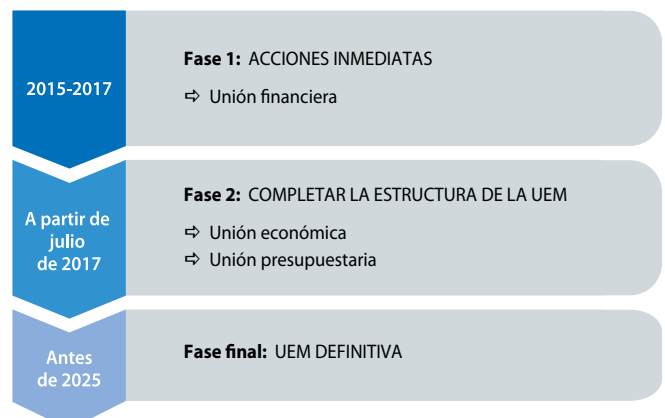 2015-2017
Fase 1: ACCIONES INMEDIATAS
⇨ Unión financiera
A partir de
julio
de 2017
Fase 2: COMPLETAR LA ESTRUCTURA DE LA UEM
⇨ Unión económica
⇨ Unión presupuestaria
Antes
de 2025
Fase final: UEM DEFINITIVA